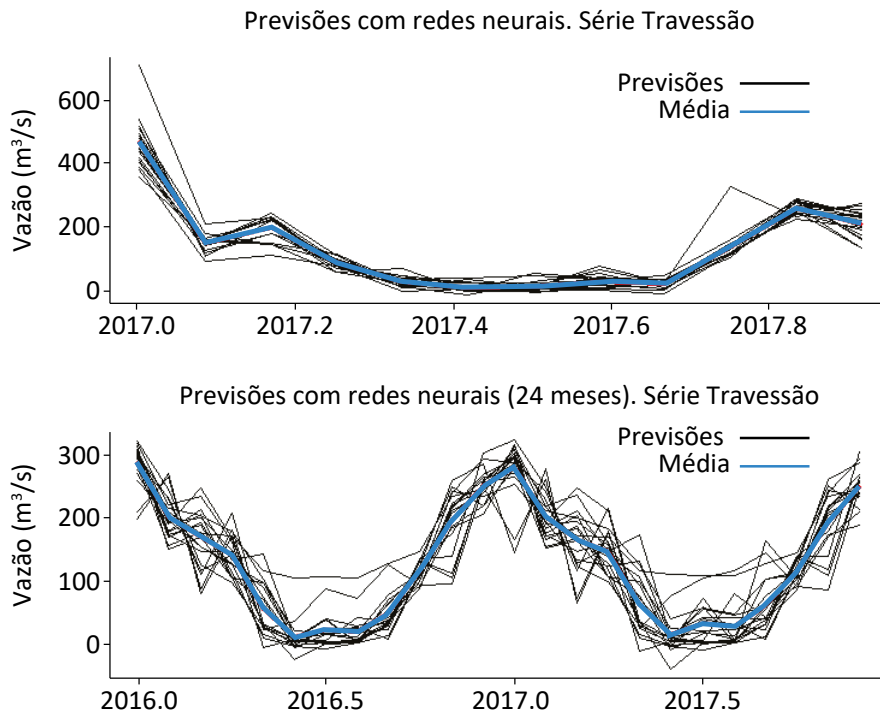 Previsões com redes neurais. Série Travessão
Vazão (m³/s)
600
400
200
0
Previsões
Média
2017.0 2017.2 2017.4 2017.6 2017.8
Previsões com redes neurais (24 meses). Série Travessão
Vazão (m³/s)
300
200
100
0
Previsões
Média
2016.0 2016.5 2017.0 2017.5